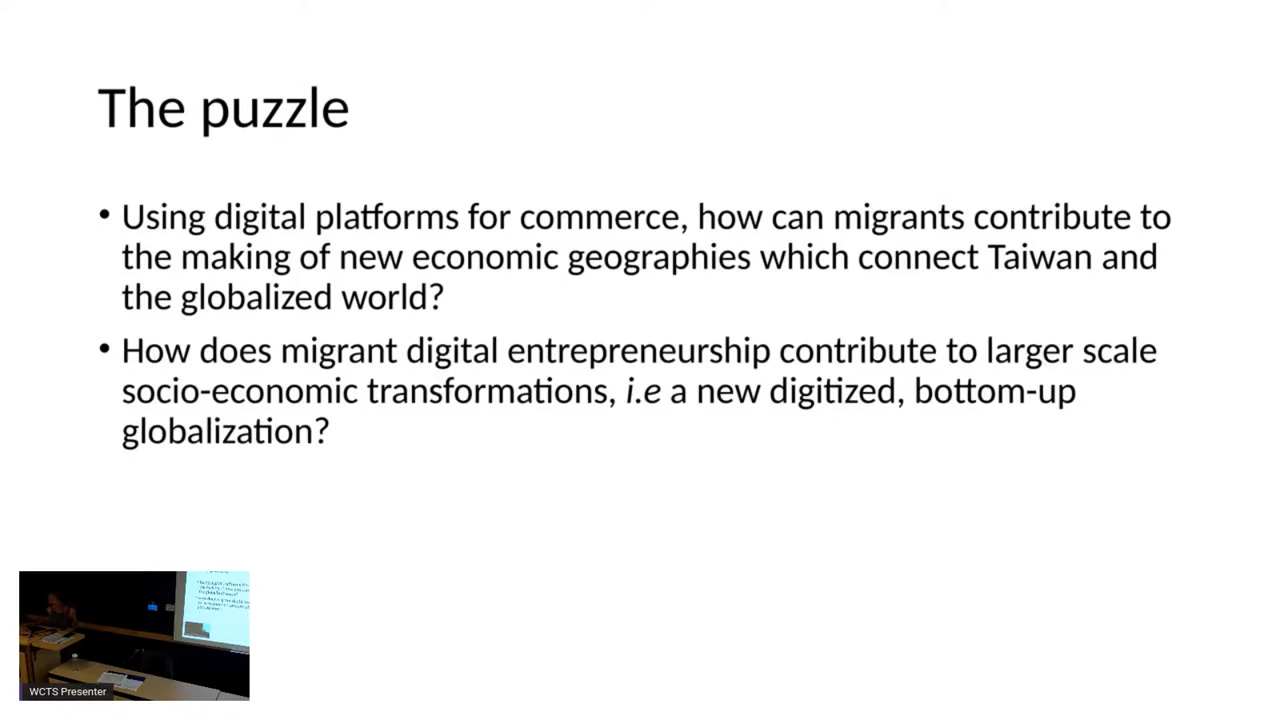 The puzzle
• Using digital platforms for commerce, how can migrants contribute to
the making of new economic geographies which connect Taiwan and
the globalized world?
• How does migrant digital entrepreneurship contribute to larger scale
socio-economic transformations, i.e a new digitized, bottom-up
globalization?
WCTS Presenter